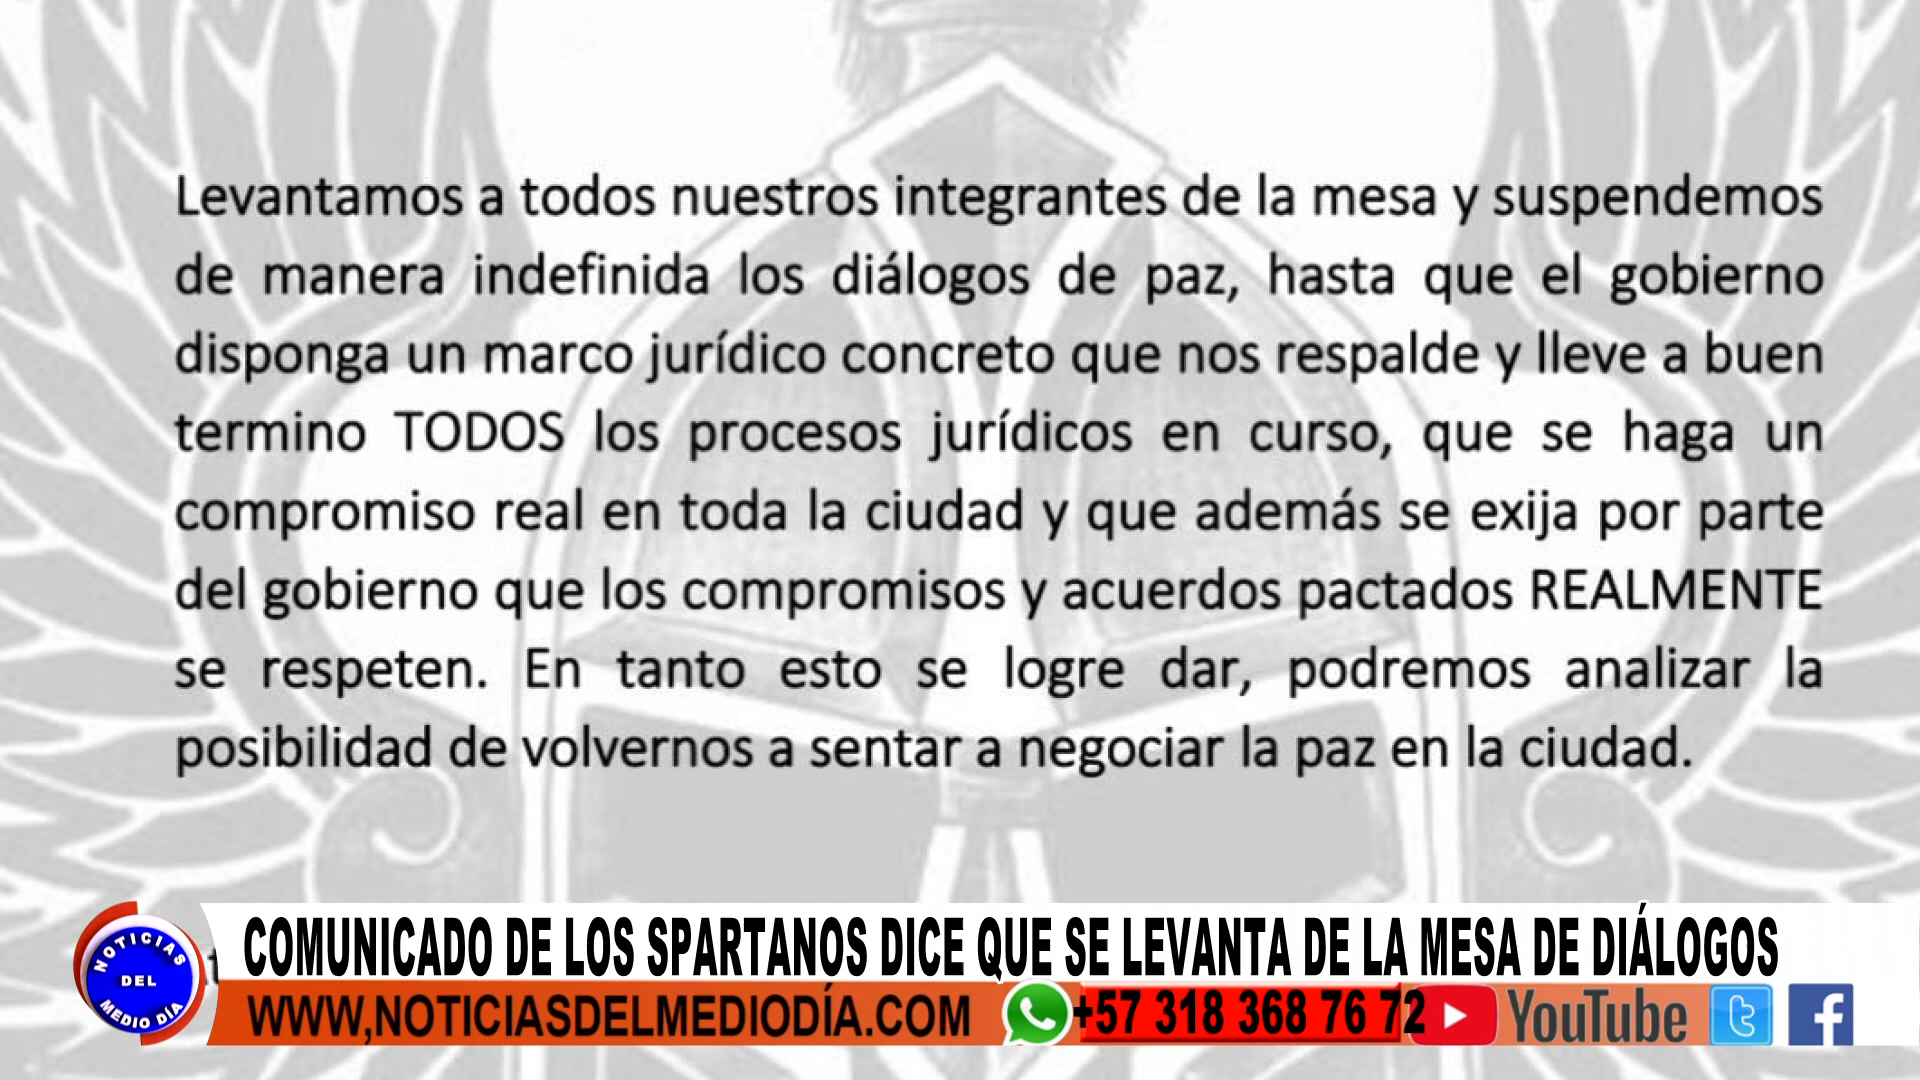 Levantamos a todos nuestros integrantes de la mesa y suspendemos
de manera indefinida los diálogos de paz, hasta que el gobierno
disponga un marco jurídico concreto que nos respalde y lleve a buen
termino TODOS los procesos jurídicos en curso, que se haga un
compromiso real en toda la ciudad y que además se exija por parte
del gobierno que los compromisos y acuerdos pactados REALMENTE
se respeten. En tanto esto se logre dar, podremos analizar la
posibilidad de volvernos a sentar a negociar la paz en la ciudad.
NOTICIAS
DEL
MEDIO DÍA
COMUNICADO DE LOS SPARTANOS DICE QUE SE LEVANTA DE LA MESA DE DIÁLOGOS
WWW,NOTICIASDELMEDIODÍA.COM +57 318 368 76 72 YouTube